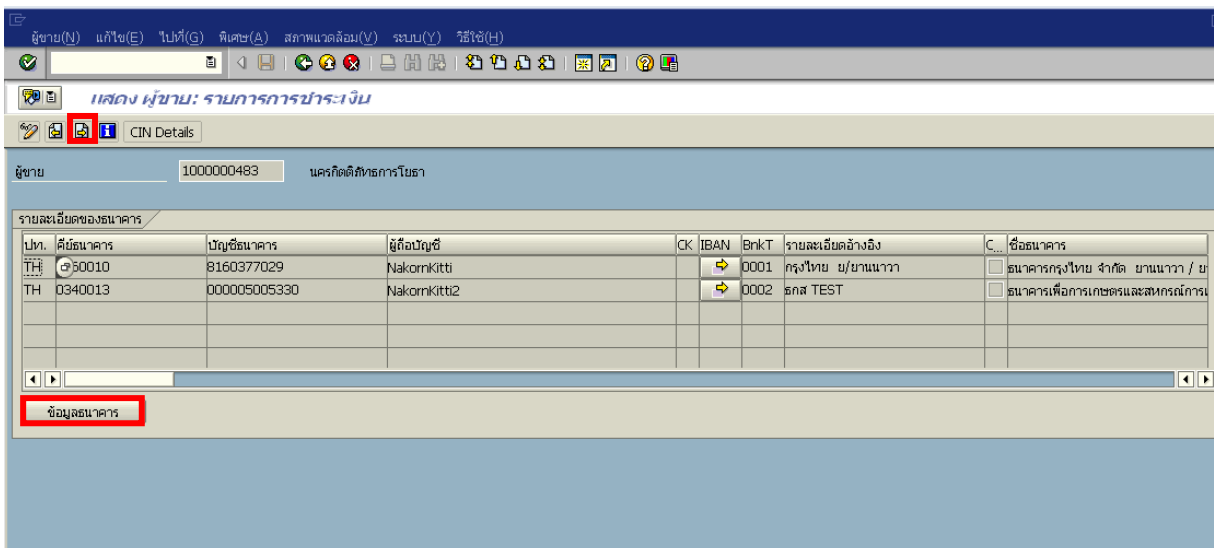 ผู้ขาย(N) แก้ไข(E) ไปที่(G) พิเศษ(A) สภาพแวดล้อม(V) ระบบ(Y) วิธีใช้(H)
แสดง ผู้ขาย: รายการการชำระเงิน
CIN Details
ผู้ขาย 1000000483 นครกิตติภัทธการโยธา
รายละเอียดของธนาคาร
ปท. คีย์ธนาคาร บัญชีธนาคาร ผู้ถือบัญชี CK IBAN BnkT รายละเอียดอ้างอิง C... ชื่อธนาคาร
TH 60010 8160377029 NakornKitti 0001 กรุงไทย ย/ยานนาวา ธนาคารกรุงไทย จำกัด ยานนาวา /
TH 0340013 000005005330 NakornKitti2 0002 ธกส TEST ธนาคารเพื่อการเกษตรและสหกรณ์การเ
ข้อมูลธนาคาร